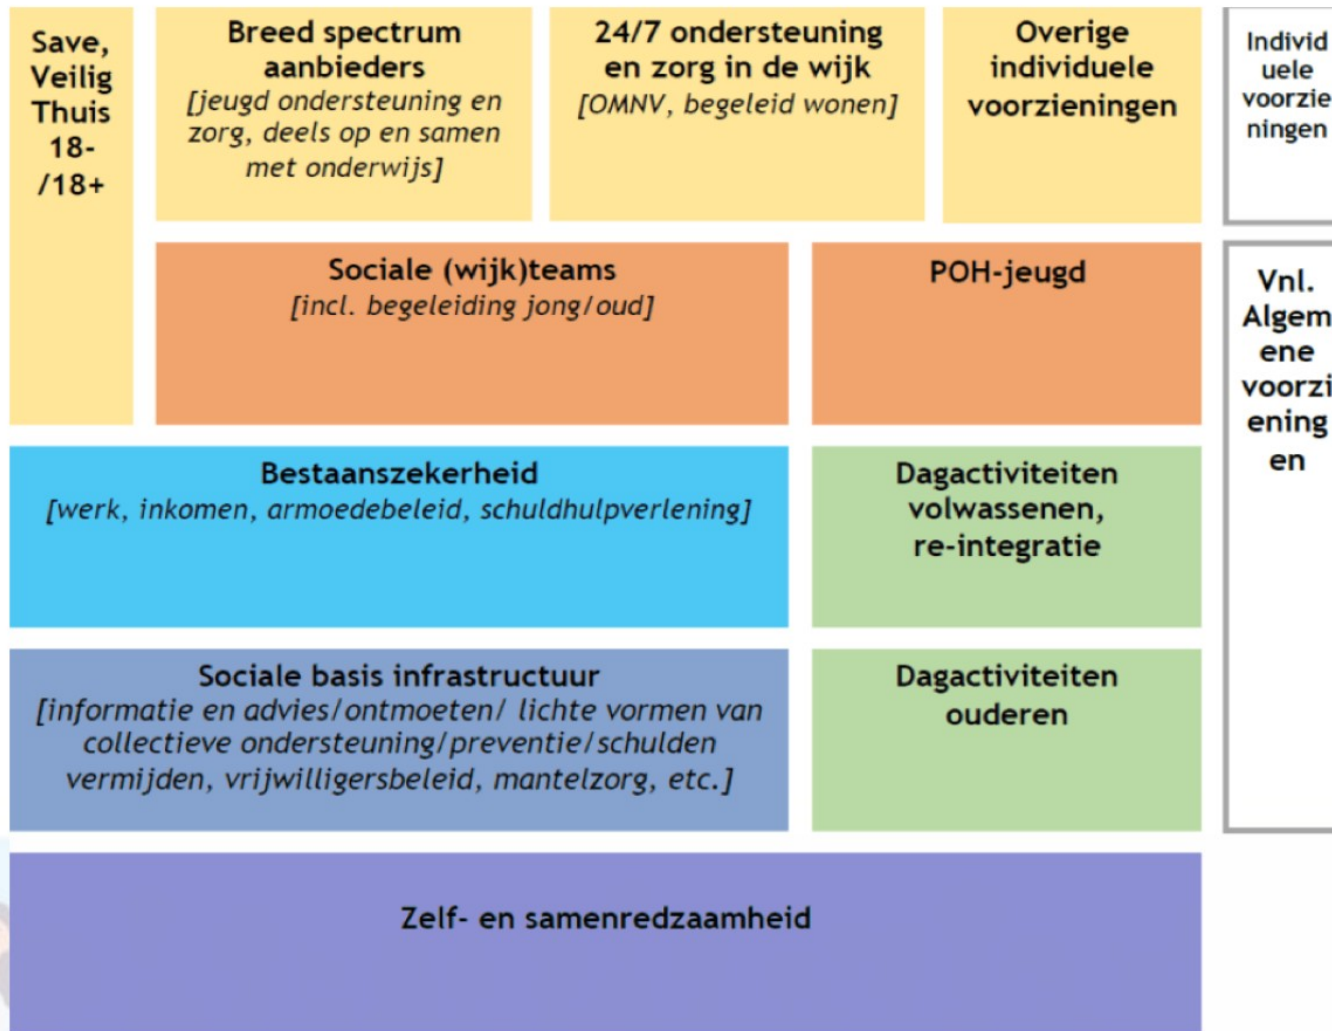 Save,
Veilig
Thuis
18-
/18+
Breed spectrum
aanbieders
[jeugd ondersteuning en
zorg, deels op en samen
met onderwijs]
24/7 ondersteuning
en zorg in de wijk
[OMNV, begeleid wonen]
Overige
individuele
voorzieningen
Individ
uele
voorzie
ningen
Sociale (wijk)teams
[incl. begeleiding jong/oud]
POH-jeugd
Vnl.
Algem
ene
voorzi
ening
en
Bestaanszekerheid
[werk, inkomen, armoedebeleid, schuldhulpverlening]
Dagactiviteiten
volwassenen,
re-integratie
Sociale basis infrastructuur
[informatie en advies/ontmoeten/ lichte vormen van
collectieve ondersteuning/preventie/schulden
vermijden, vrijwilligersbeleid, mantelzorg, etc.]
Dagactiviteiten
ouderen
Zelf- en samenredzaamheid